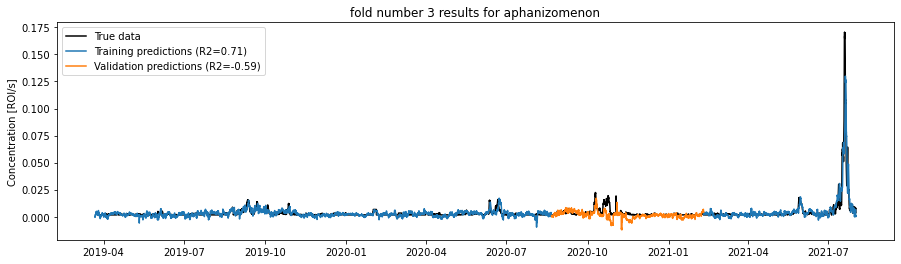 fold number 3 results for aphanizomenon
True data
Training predictions (R2=0.71)
Validation predictions (R2=-0.59)
Concentration [ROI/s]
0.175
0.150
0.125
0.100
0.075
0.050
0.025
0.000
2019-04 2019-07 2019-10 2020-01 2020-04 2020-07 2020-10 2021-01 2021-04 2021-07